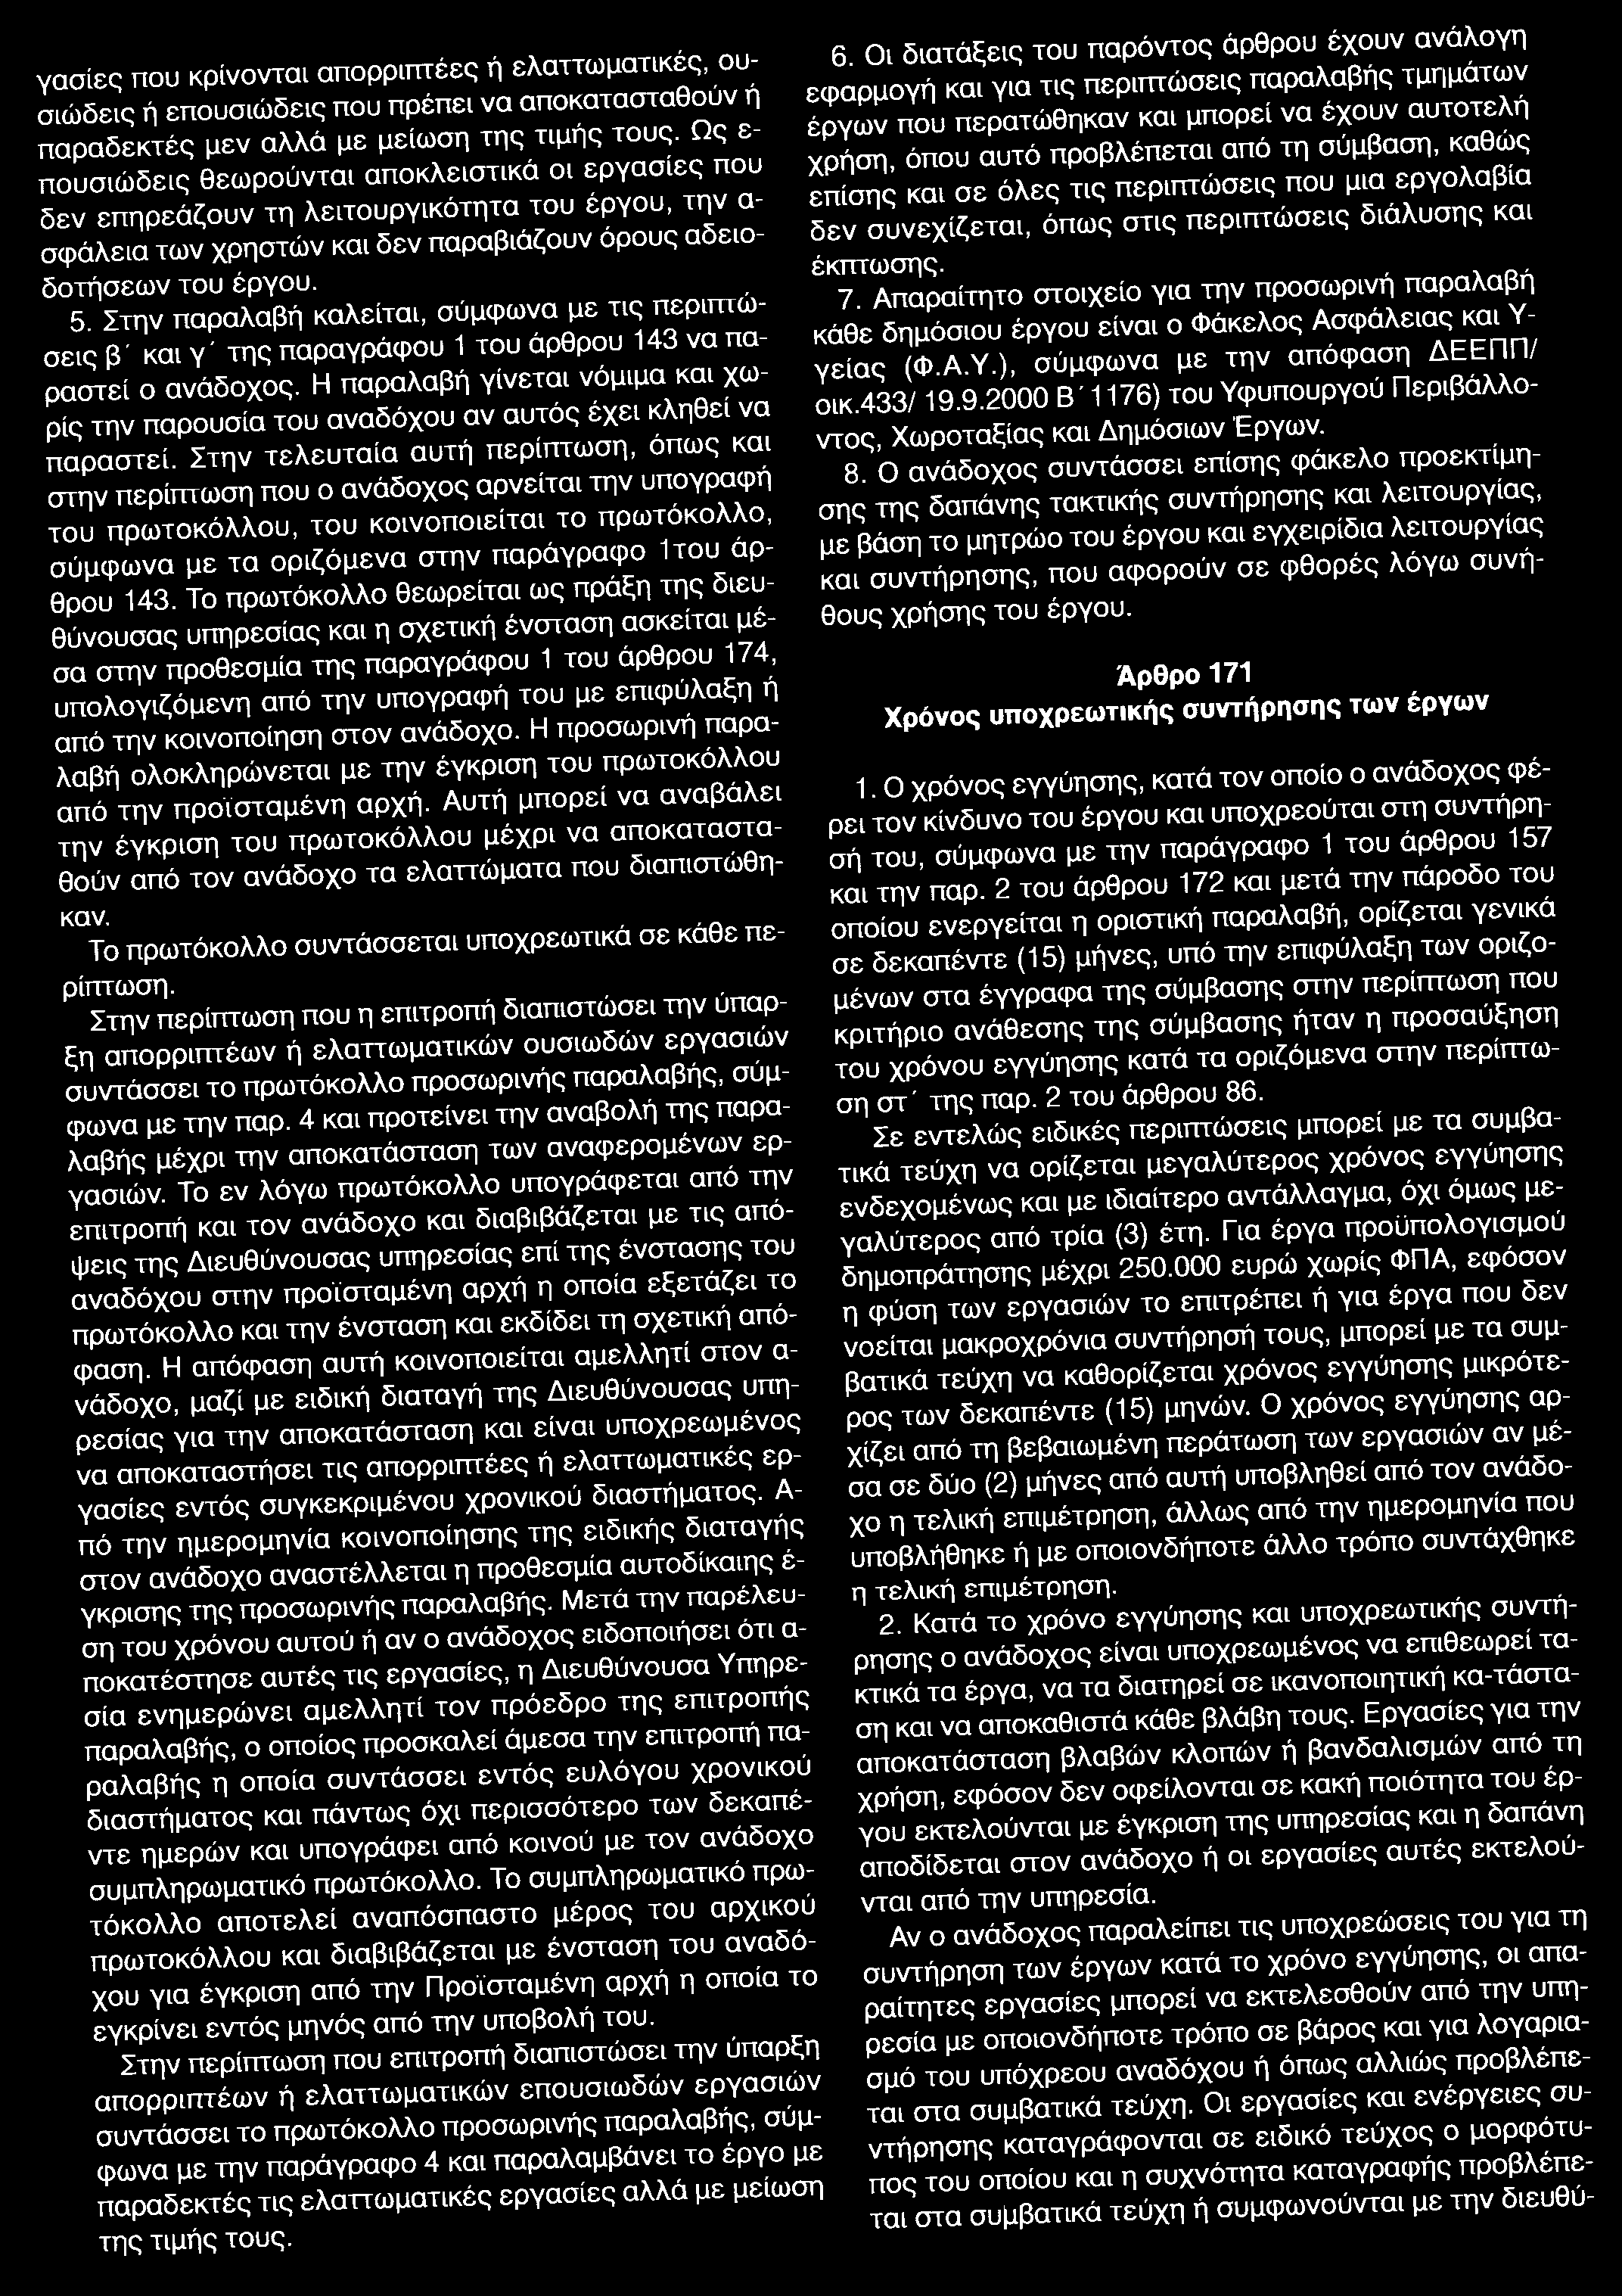 γασίες που κρίνονται απορριπτέες ή ελαττωματικές, ου-
σιώδεις ή επουσιώδεις που πρέπει να αποκατασταθούν ή
παραδεκτές μεν αλλά με μείωση της τιμής τους. Ως ε-
πουσιώδεις θεωρούνται αποκλειστικά οι εργασίες που
δεν επηρεάζουν τη λειτουργικότητα του έργου, την α-
σφάλεια των χρηστών και δεν παραβιάζουν όρους αδειο-
δοτήσεων του έργου.
5. Στην παραλαβή καλείται, σύμφωνα με τις περιπτώ-
σεις β΄ και γ΄ της παραγράφου 1 του άρθρου 143 να πα-
ραστεί ο ανάδοχος. Η παραλαβή γίνεται νόμιμα και χω-
ρίς την παρουσία του αναδόχου αν αυτός έχει κληθεί να
παραστεί. Στην τελευταία αυτή περίπτωση, όπως και
στην περίπτωση που ο ανάδοχος αρνείται την υπογραφή
του πρωτοκόλλου, του κοινοποιείται το πρωτόκολλο,
σύμφωνα με τα οριζόμενα στην παράγραφο 1του άρ-
θρου 143. Το πρωτόκολλο θεωρείται ως πράξη της διευ-
θύνουσας υπηρεσίας και η σχετική ένσταση ασκείται μέ-
σα στην προθεσμία της παραγράφου 1 του άρθρου 174,
υπολογιζόμενη από την υπογραφή του με επιφύλαξη ή
από την κοινοποίηση στον ανάδοχο. Η προσωρινή παρα-
λαβή ολοκληρώνεται με την έγκριση του πρωτοκόλλου
από την προϊσταμένη αρχή. Αυτή μπορεί να αναβάλει
την έγκριση του πρωτοκόλλου μέχρι να αποκαταστα-
θούν από τον ανάδοχο τα ελαττώματα που διαπιστώθη-
καν.
Το πρωτόκολλο συντάσσεται υποχρεωτικά σε κάθε πε-
ρίπτωση.
Στην περίπτωση που η επιτροπή διαπιστώσει την ύπαρ-
ξη απορριπτέων ή ελαττωματικών ουσιωδών εργασιών
συντάσσει το πρωτόκολλο προσωρινής παραλαβής, σύμ-
φωνα με την παρ. 4 και προτείνει την αναβολή της παρα-
λαβής μέχρι την αποκατάσταση των αναφερομένων ερ-
γασιών. Το εν λόγω πρωτόκολλο υπογράφεται από την
επιτροπή και τον ανάδοχο και διαβιβάζεται με τις από-
ψεις της Διευθύνουσας υπηρεσίας επί της ένστασης του
αναδόχου στην προϊσταμένη αρχή η οποία εξετάζει το
πρωτόκολλο και την ένσταση και εκδίδει τη σχετική από-
φαση. Η απόφαση αυτή κοινοποιείται αμελλητί στον α-
νάδοχο, μαζί με ειδική διαταγή της Διευθύνουσας υπη-
ρεσίας για την αποκατάσταση και είναι υποχρεωμένος
να αποκαταστήσει τις απορριπτέες ή ελαττωματικές ερ-
γασίες εντός συγκεκριμένου χρονικού διαστήματος. Α-
πό την ημερομηνία κοινοποίησης της ειδικής διαταγής
στον ανάδοχο αναστέλλεται η προθεσμία αυτοδίκαιης έ-
γκρισης της προσωρινής παραλαβής. Μετά την παρέλευ-
ση του χρόνου αυτού ή αν ο ανάδοχος ειδοποιήσει ότι α-
ποκατέστησε αυτές τις εργασίες, η Διευθύνουσα Υπηρε-
σία ενημερώνει αμελλητί τον πρόεδρο της επιτροπής
παραλαβής, ο οποίος προσκαλεί άμεσα την επιτροπή πα-
ραλαβής η οποία συντάσσει εντός ευλόγου χρονικού
διαστήματος και πάντως όχι περισσότερο των δεκαπέ-
ντε ημερών και υπογράφει από κοινού με τον ανάδοχο
συμπληρωματικό πρωτόκολλο. Το συμπληρωματικό πρω-
τόκολλο αποτελεί αναπόσπαστο μέρος του αρχικού
πρωτοκόλλου και διαβιβάζεται με ένσταση του αναδό-
χου για έγκριση από την Προϊσταμένη αρχή η οποία το
εγκρίνει εντός μηνός από την υποβολή του.
Στην περίπτωση που επιτροπή διαπιστώσει την ύπαρξη
απορριπτέων ή ελαττωματικών επουσιωδών εργασιών
συντάσσει το πρωτόκολλο προσωρινής παραλαβής, σύμ-
φωνα με την παράγραφο 4 και παραλαμβάνει το έργο με
παραδεκτές τις ελαττωματικές εργασίες αλλά με μείωση
της τιμής τους.
6. Οι διατάξεις του παρόντος άρθρου έχουν ανάλογη
εφαρμογή και για τις περιπτώσεις παραλαβής τμημάτων
έργων που περατώθηκαν και μπορεί να έχουν αυτοτελή
χρήση, όπου αυτό προβλέπεται από τη σύμβαση, καθώς
επίσης και σε όλες τις περιπτώσεις που μια εργολαβία
δεν συνεχίζεται, όπως στις περιπτώσεις διάλυσης και
έκπτωσης.
7. Απαραίτητο στοιχείο για την προσωρινή παραλαβή
κάθε δημόσιου έργου είναι ο Φάκελος Ασφάλειας και Υ-
γείας (Φ.Α.Υ.), σύμφωνα με την απόφαση ΔΕΕΠΠ/
οικ.433/ 19.9.2000 Β΄1176) του Υφυπουργού Περιβάλλο-
ντος, Χωροταξίας και Δημόσιων Έργων.
8. Ο ανάδοχος συντάσσει επίσης φάκελο προεκτίμη-
σης της δαπάνης τακτικής συντήρησης και λειτουργίας,
με βάση το μητρώο του έργου και εγχειρίδια λειτουργίας
και συντήρησης, που αφορούν σε φθορές λόγω συνή-
θους χρήσης του έργου.
Άρθρο 171
Χρόνος υποχρεωτικής συντήρησης των έργων
1. Ο χρόνος εγγύησης, κατά τον οποίο ο ανάδοχος φέ-
ρει τον κίνδυνο του έργου και υποχρεούται στη συντήρη-
σή του, σύμφωνα με την παράγραφο 1 του άρθρου 157
και την παρ. 2 του άρθρου 172 και μετά την πάροδο του
οποίου ενεργείται η οριστική παραλαβή, ορίζεται γενικά
σε δεκαπέντε (15) μήνες, υπό την επιφύλαξη των οριζο-
μένων στα έγγραφα της σύμβασης στην περίπτωση που
κριτήριο ανάθεσης της σύμβασης ήταν η προσαύξηση
του χρόνου εγγύησης κατά τα οριζόμενα στην περίπτω-
ση στ΄ της παρ. 2 του άρθρου 86.
Σε εντελώς ειδικές περιπτώσεις μπορεί με τα συμβα-
τικά τεύχη να ορίζεται μεγαλύτερος χρόνος εγγύησης
ενδεχομένως και με ιδιαίτερο αντάλλαγμα, όχι όμως με-
γαλύτερος από τρία (3) έτη. Για έργα προϋπολογισμού
δημοπράτησης μέχρι 250.000 ευρώ χωρίς ΦΠΑ, εφόσον
η φύση των εργασιών το επιτρέπει ή για έργα που δεν
νοείται μακροχρόνια συντήρησή τους, μπορεί με τα συμ-
βατικά τεύχη να καθορίζεται χρόνος εγγύησης μικρότε-
ρος των δεκαπέντε (15) μηνών. Ο χρόνος εγγύησης αρ-
χίζει από τη βεβαιωμένη περάτωση των εργασιών αν μέ-
σα σε δύο (2) μήνες από αυτή υποβληθεί από τον ανάδο-
χο η τελική επιμέτρηση, άλλως από την ημερομηνία που
υποβλήθηκε ή με οποιονδήποτε άλλο τρόπο συντάχθηκε
η τελική επιμέτρηση.
2. Κατά το χρόνο εγγύησης και υποχρεωτικής συντή-
ρησης ο ανάδοχος είναι υποχρεωμένος να επιθεωρεί τα-
κτικά τα έργα, να τα διατηρεί σε ικανοποιητική κα-τάστα-
ση και να αποκαθιστά κάθε βλάβη τους. Εργασίες για την
αποκατάσταση βλαβών κλοπών ή βανδαλισμών από τη
χρήση, εφόσον δεν οφείλονται σε κακή ποιότητα του έρ-
γου εκτελούνται με έγκριση της υπηρεσίας και η δαπάνη
αποδίδεται στον ανάδοχο ή οι εργασίες αυτές εκτελού-
νται από την υπηρεσία.
Αν ο ανάδοχος παραλείπει τις υποχρεώσεις του για τη
συντήρηση των έργων κατά το χρόνο εγγύησης, οι απα-
ραίτητες εργασίες μπορεί να εκτελεσθούν από την υπη-
ρεσία με οποιονδήποτε τρόπο σε βάρος και για λογαρια-
σμό του υπόχρεου αναδόχου ή όπως αλλιώς προβλέπε-
ται στα συμβατικά τεύχη. Οι εργασίες και ενέργειες συ-
ντήρησης καταγράφονται σε ειδικό τεύχος ο μορφότυ-
πος του οποίου και η συχνότητα καταγραφής προβλέπε-
ται στα συμβατικά τεύχη ή συμφωνούνται με την διευθύ-